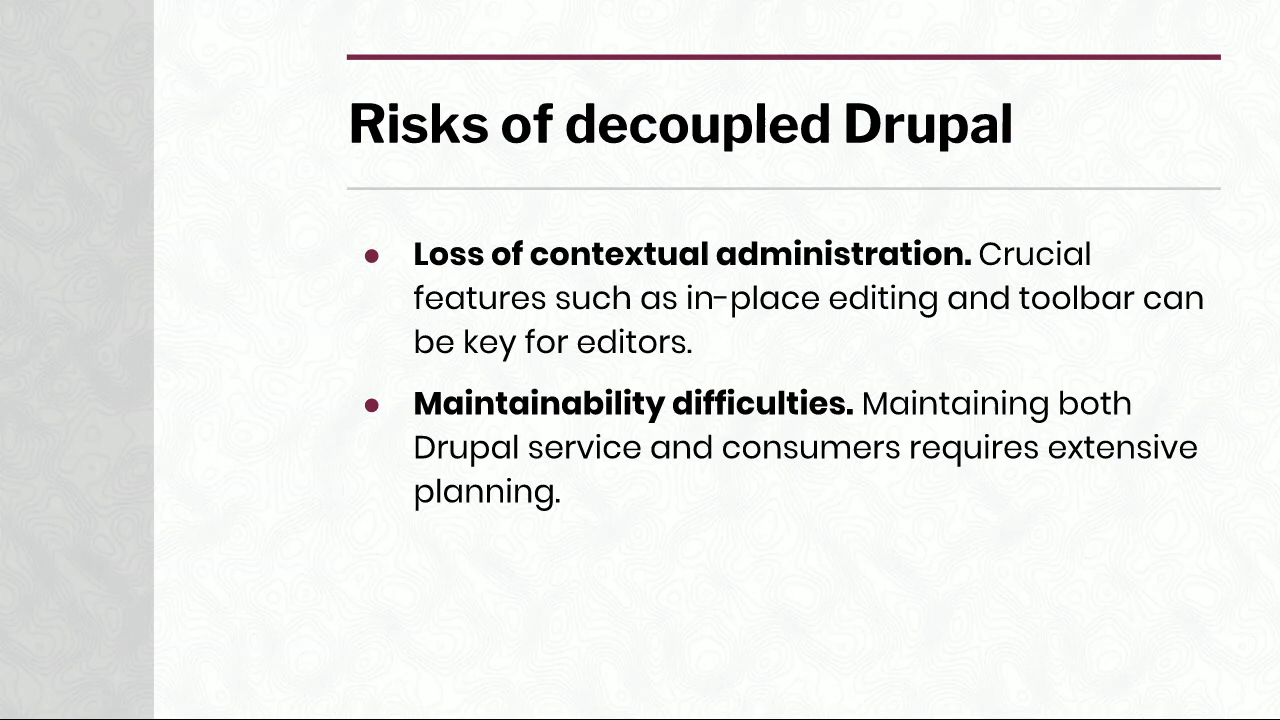 Risks of decoupled Drupal
● Loss of contextual administration. Crucial
features such as in-place editing and toolbar can
be key for editors.
● Maintainability difficulties. Maintaining both
Drupal service and consumers requires extensive
planning.